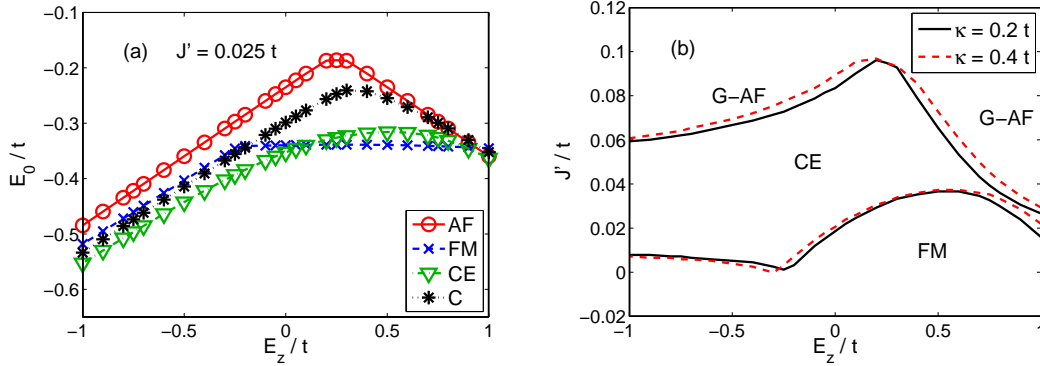 (a)
J' = 0.025 t
E0 / t
−0.1
−0.2
−0.3
−0.4
−0.5
−0.6
−1
−0.5
0
0.5
1
Ez / t
AF
FM
CE
C
(b)
κ = 0.2 t
κ = 0.4 t
G−AF
G−AF
CE
FM
J' / t
0.12
0.1
0.08
0.06
0.04
0.02
0
−0.02
−1
−0.5
0
0.5
1
Ez / t